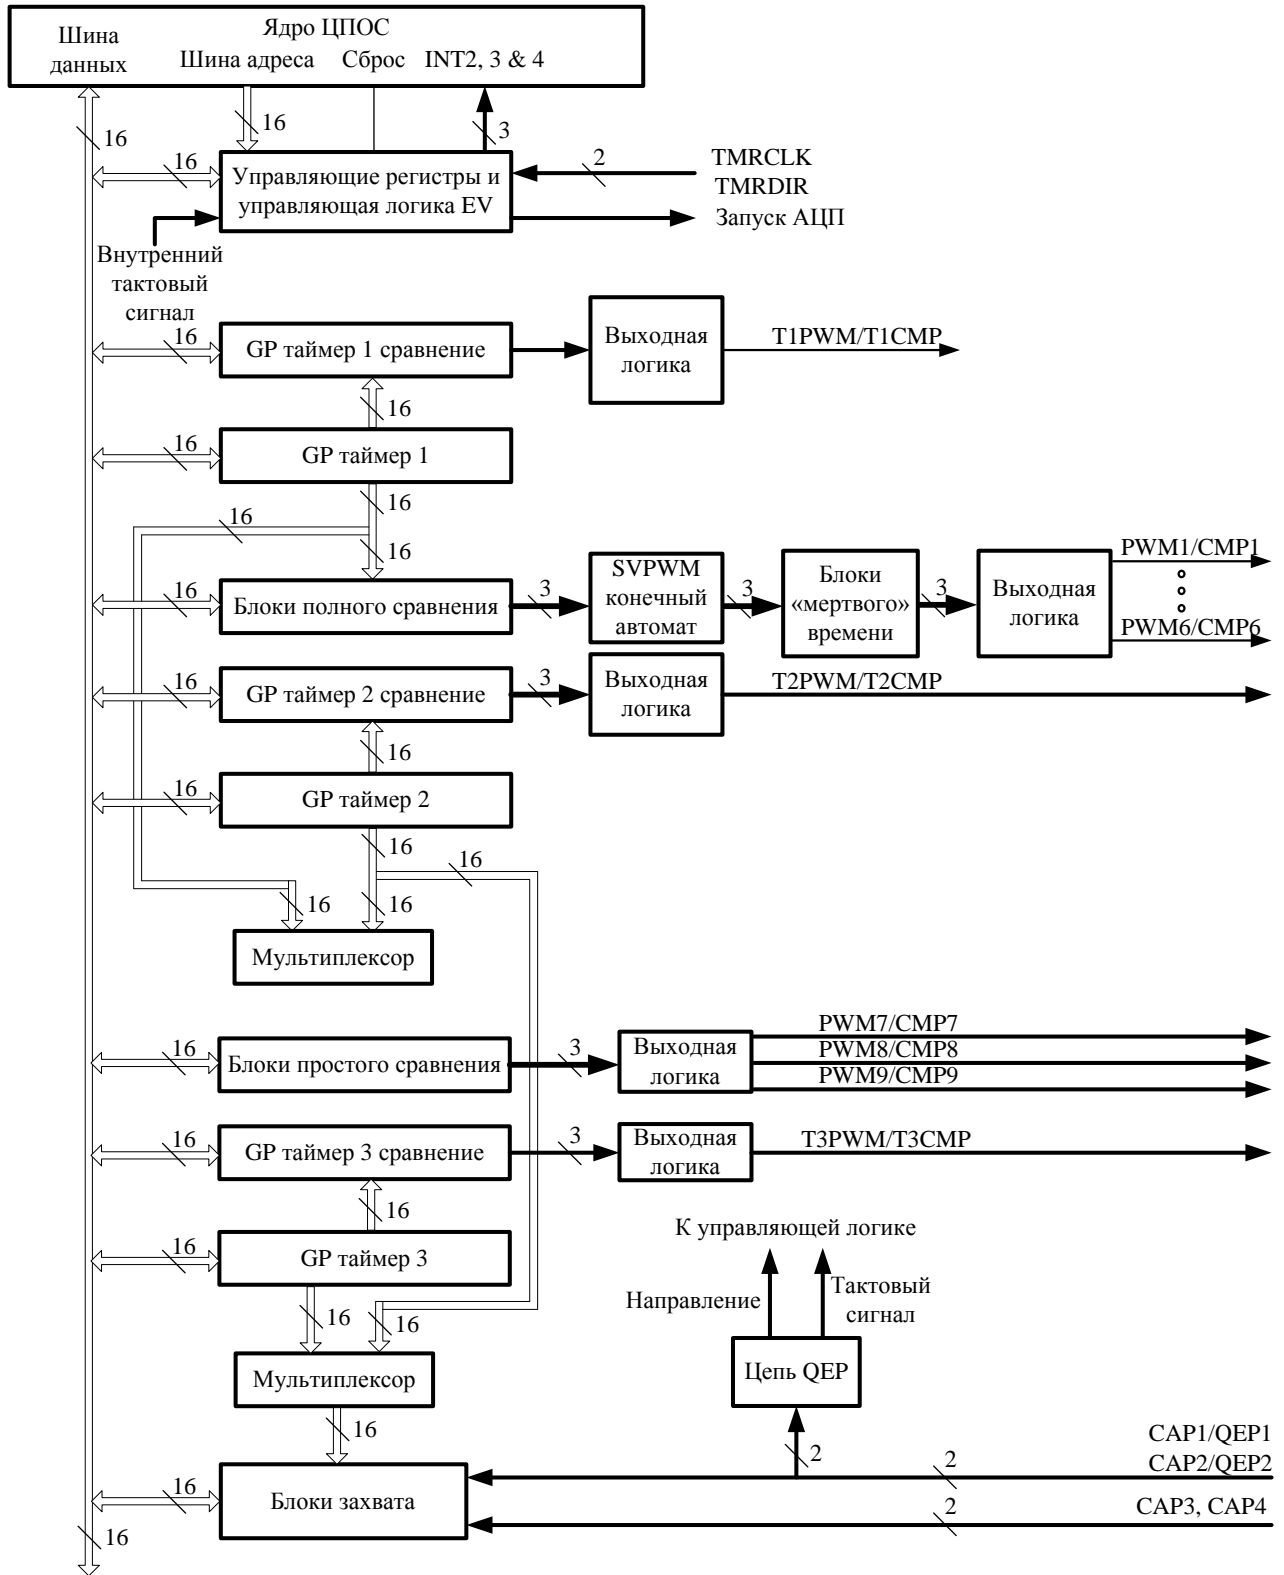 Ядро ЦПОС
Шина данных
Шина адреса
Сброс
INT2, 3 & 4
16
16
3
16
2
TMRCLK
TMRDIR
Управляющие регистры и
управляющая логика EV
Запуск АЦП
Внутренний
тактовый
сигнал
16
GP таймер 1 сравнение
Выходная
логика
T1PWM/T1CMP
16
16
GP таймер 1
16
16
16
16
Блоки полного сравнения
3
SVPWM
конечный
автомат
3
Блоки
«мертвого»
времени
3
Выходная
логика
PWM1/CMP1
PWM6/CMP6
16
GP таймер 2 сравнение
3
Выходная
логика
T2PWM/T2CMP
16
16
GP таймер 2
16
16
16
16
Мультиплексор
16
Блоки простого сравнения
3
Выходная
логика
PWM7/CMP7
PWM8/CMP8
PWM9/CMP9
16
GP таймер 3 сравнение
3
Выходная
логика
T3PWM/T3CMP
16
16
GP таймер 3
К управляющей логике
Направление
Тактовый
сигнал
16
16
Мультиплексор
Цепь QEP
16
2
CAP1/QEP1
2
CAP2/QEP2
16
Блоки захвата
2
CAP3, CAP4
16